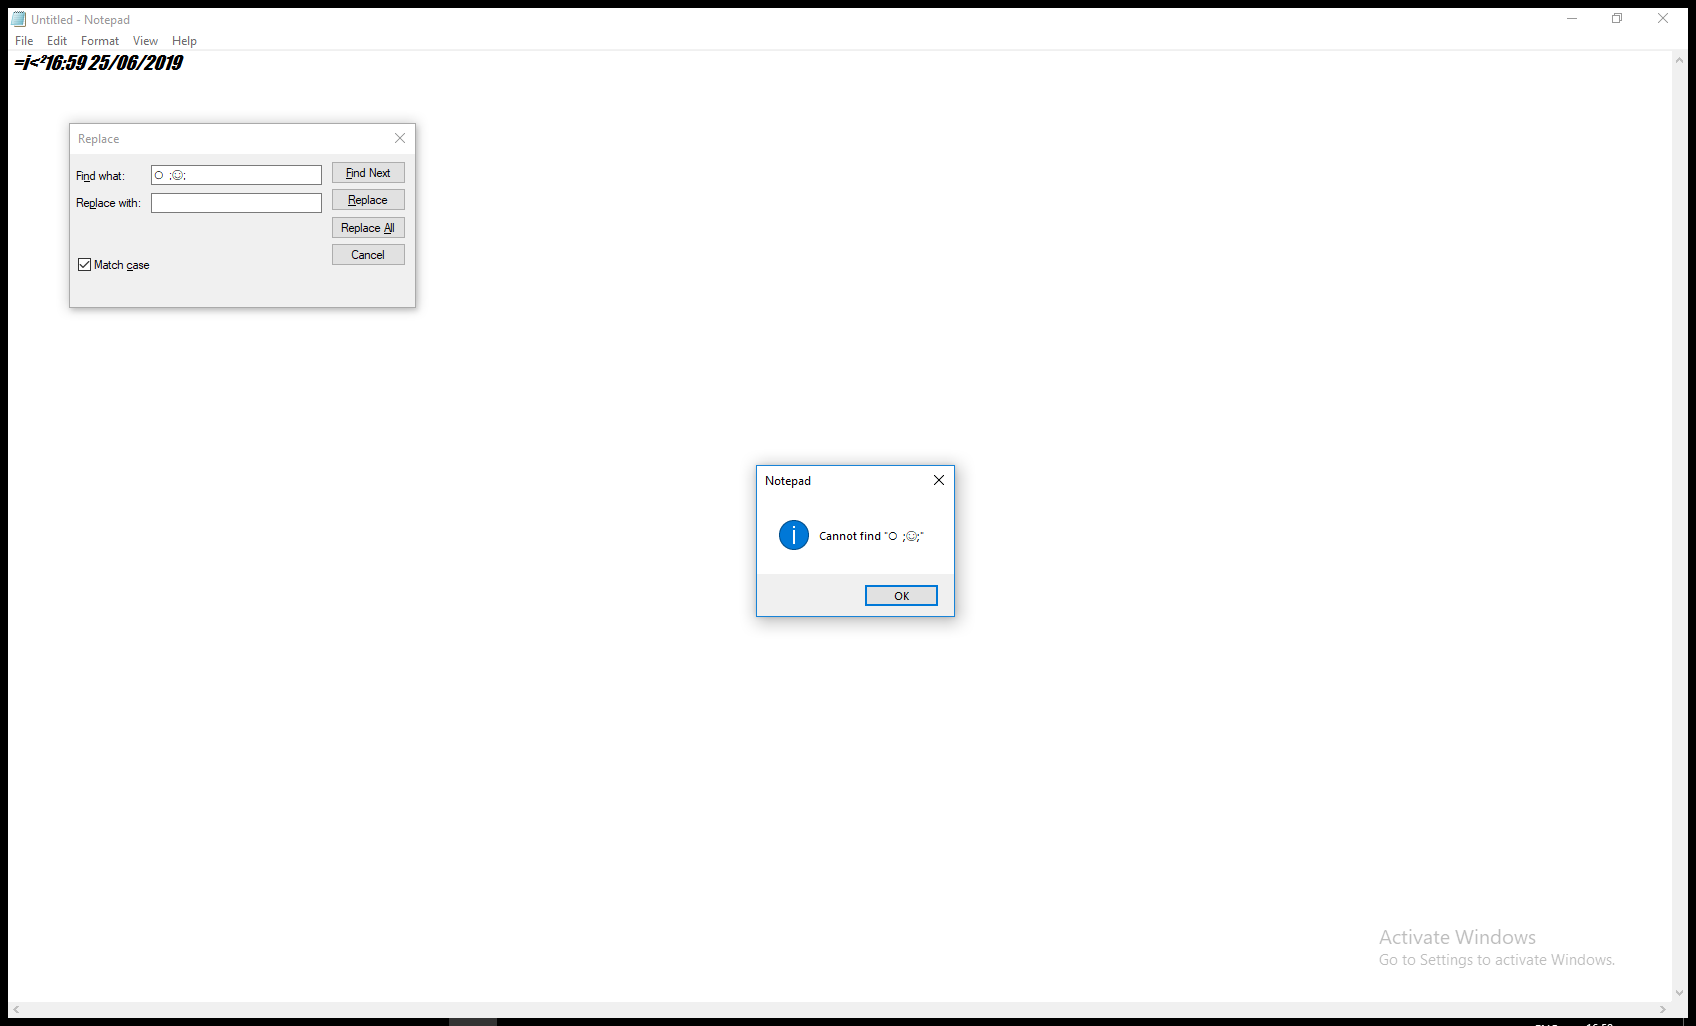 Untitled - Notepad
File Edit Format View Help
=i<²16:59 25/06/2019
Replace
Find what: ○ ;☺;
Find Next
Replace with:
Replace
Replace All
Cancel
Match case
Notepad
Cannot find "○ ;☺;"
OK
Activate Windows
Go to Settings to activate Windows.